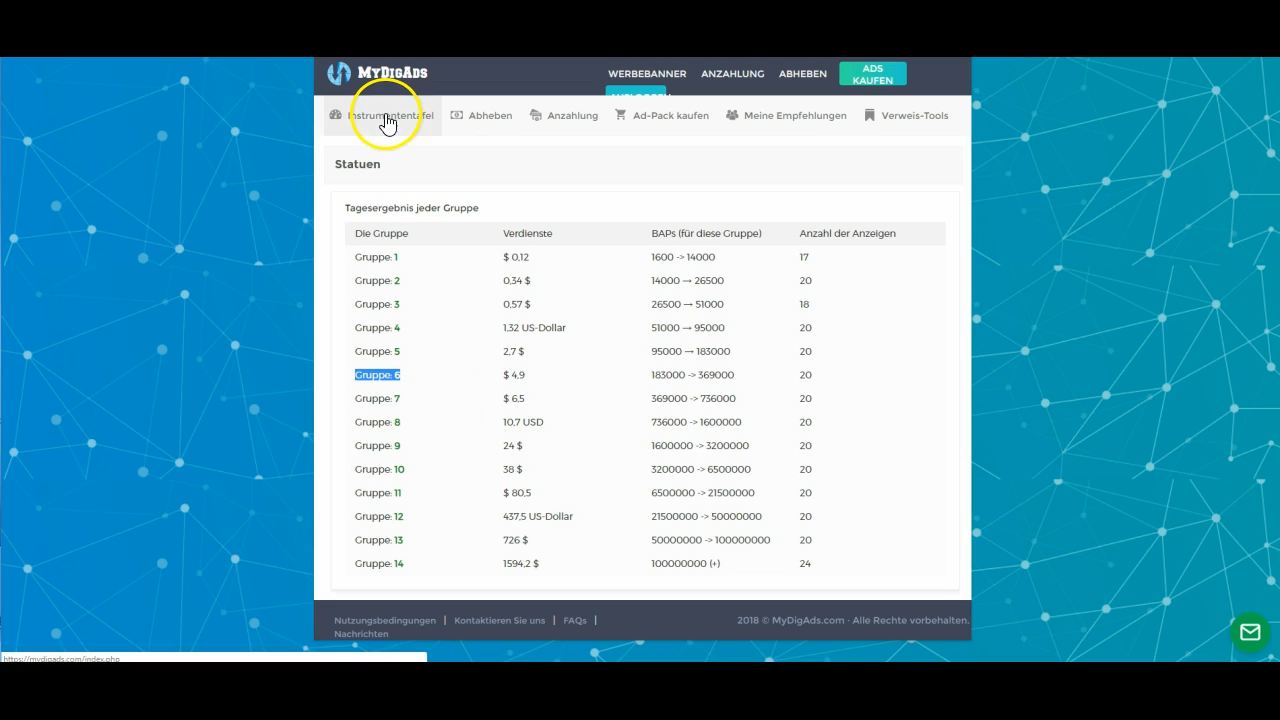 MyDigAds
WERBEBANNER ANZAHLUNG ABHEBEN ADS KAUFEN
Instrumententafel Abheben Anzahlung Ad-Pack kaufen Meine Empfehlungen Verweis-Tools
Statuen
Tagesergebnis jeder Gruppe
Die Gruppe Verdienste BAPs (für diese Gruppe) Anzahl der Anzeigen
Gruppe: 1 $ 0,12 1600 -> 14000 17
Gruppe: 2 0,34 $ 14000 → 26500 20
Gruppe: 3 0,57 $ 26500 → 51000 18
Gruppe: 4 1,32 US-Dollar 51000 → 95000 20
Gruppe: 5 2,7 $ 95000 → 183000 20
Gruppe: 6 $ 4,9 183000 -> 369000 20
Gruppe: 7 $ 6,5 369000 -> 736000 20
Gruppe: 8 10,7 USD 736000 -> 1600000 20
Gruppe: 9 24 $ 1600000 -> 3200000 20
Gruppe: 10 38 $ 3200000 -> 6500000 20
Gruppe: 11 $ 80,5 6500000 -> 21500000 20
Gruppe: 12 437,5 US-Dollar 21500000 -> 50000000 20
Gruppe: 13 726 $ 50000000 -> 100000000 20
Gruppe: 14 1594,2 $ 100000000 (+) 24
Nutzungsbedingungen | Kontaktieren Sie uns | FAQs | 2018 © MyDigAds.com · Alle Rechte vorbehalten.
Nachrichten
https://mydigads.com/index.php